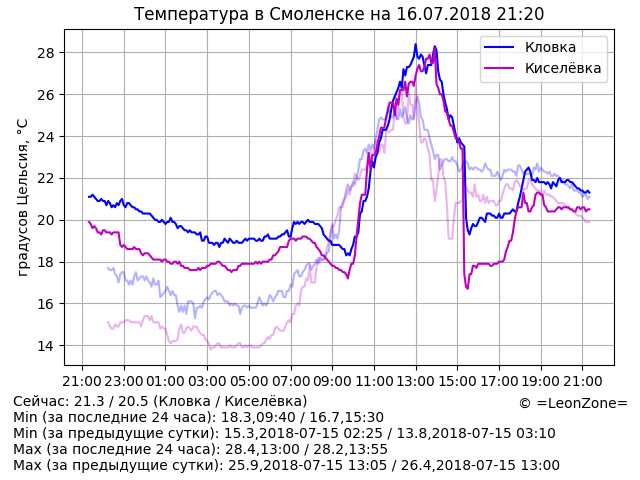 Температура в Смоленске на 16.07.2018 21:20
Кловка
Киселёвка
градусов Цельсия, °C
28
26
24
22
20
18
16
14
21:00 23:00 01:00 03:00 05:00 07:00 09:00 11:00 13:00 15:00 17:00 19:00 21:00
Сейчас: 21.3 / 20.5 (Кловка / Киселёвка)
© =LeonZone=
Min (за последние 24 часа): 18.3,09:40 / 16.7,15:30
Min (за предыдущие сутки): 15.3,2018-07-15 02:25 / 13.8,2018-07-15 03:10
Max (за последние 24 часа): 28.4,13:00 / 28.2,13:55
Max (за предыдущие сутки): 25.9,2018-07-15 13:05 / 26.4,2018-07-15 13:00